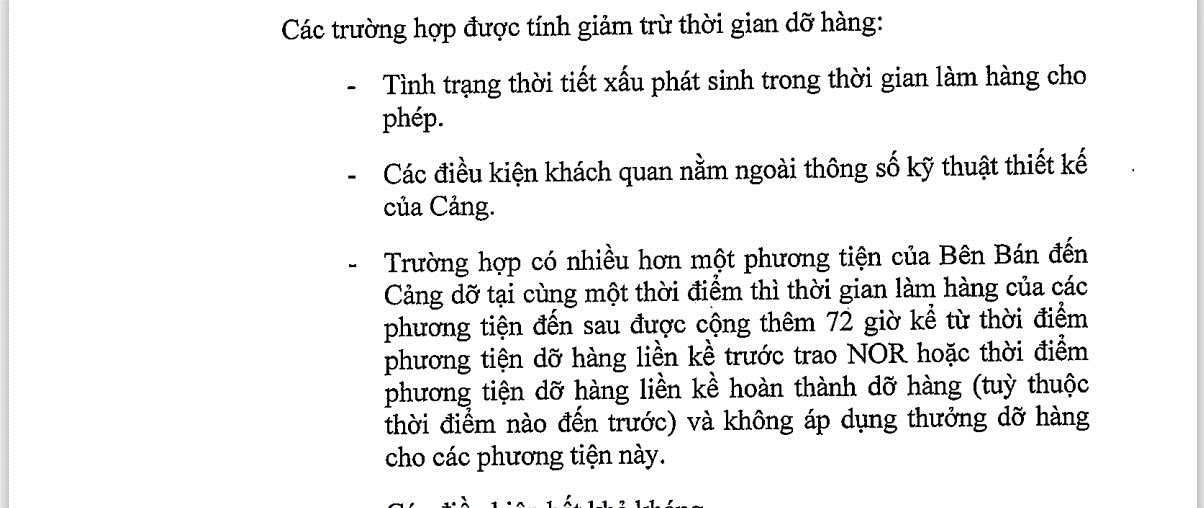 Các trường hợp được tính giảm trừ thời gian dỡ hàng:
- Tình trạng thời tiết xấu phát sinh trong thời gian làm hàng cho
phép.
- Các điều kiện khách quan nằm ngoài thông số kỹ thuật thiết kế
của Cảng.
- Trường hợp có nhiều hơn một phương tiện của Bên Bán đến
Cảng dỡ tại cùng một thời điểm thì thời gian làm hàng của các
phương tiện đến sau được cộng thêm 72 giờ kể từ thời điểm
phương tiện dỡ hàng liền kề trước trao NOR hoặc thời điểm
phương tiện dỡ hàng liền kề hoàn thành dỡ hàng (tuỳ thuộc
thời điểm nào đến trước) và không áp dụng thưởng dỡ hàng
cho các phương tiện này.